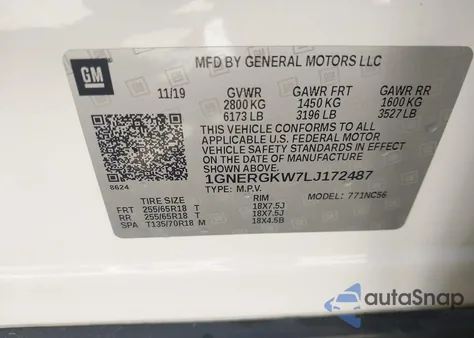 GM
MFD BY GENERAL MOTORS LLC
11/19 GVWR GAWR FRT GAWR RR
2800 KG 1450 KG 1600 KG
6173 LB 3196 LB 3527 LB
THIS VEHICLE CONFORMS TO ALL
APPLICABLE U.S. FEDERAL MOTOR
VEHICLE SAFETY STANDARDS IN EFFECT
ON THE DATE OF MANUFACTURE SHOWN ABOVE.
1GNERGKW7LJ172487
8624
TYPE: M.P.V. MODEL: 771NC56
TIRE SIZE RIM
FRT 255/65R18 T 18X7.5J
RR 255/65R18 T 18X7.5J
SPA T135/70R18 M 18X4.5B
autoSnap